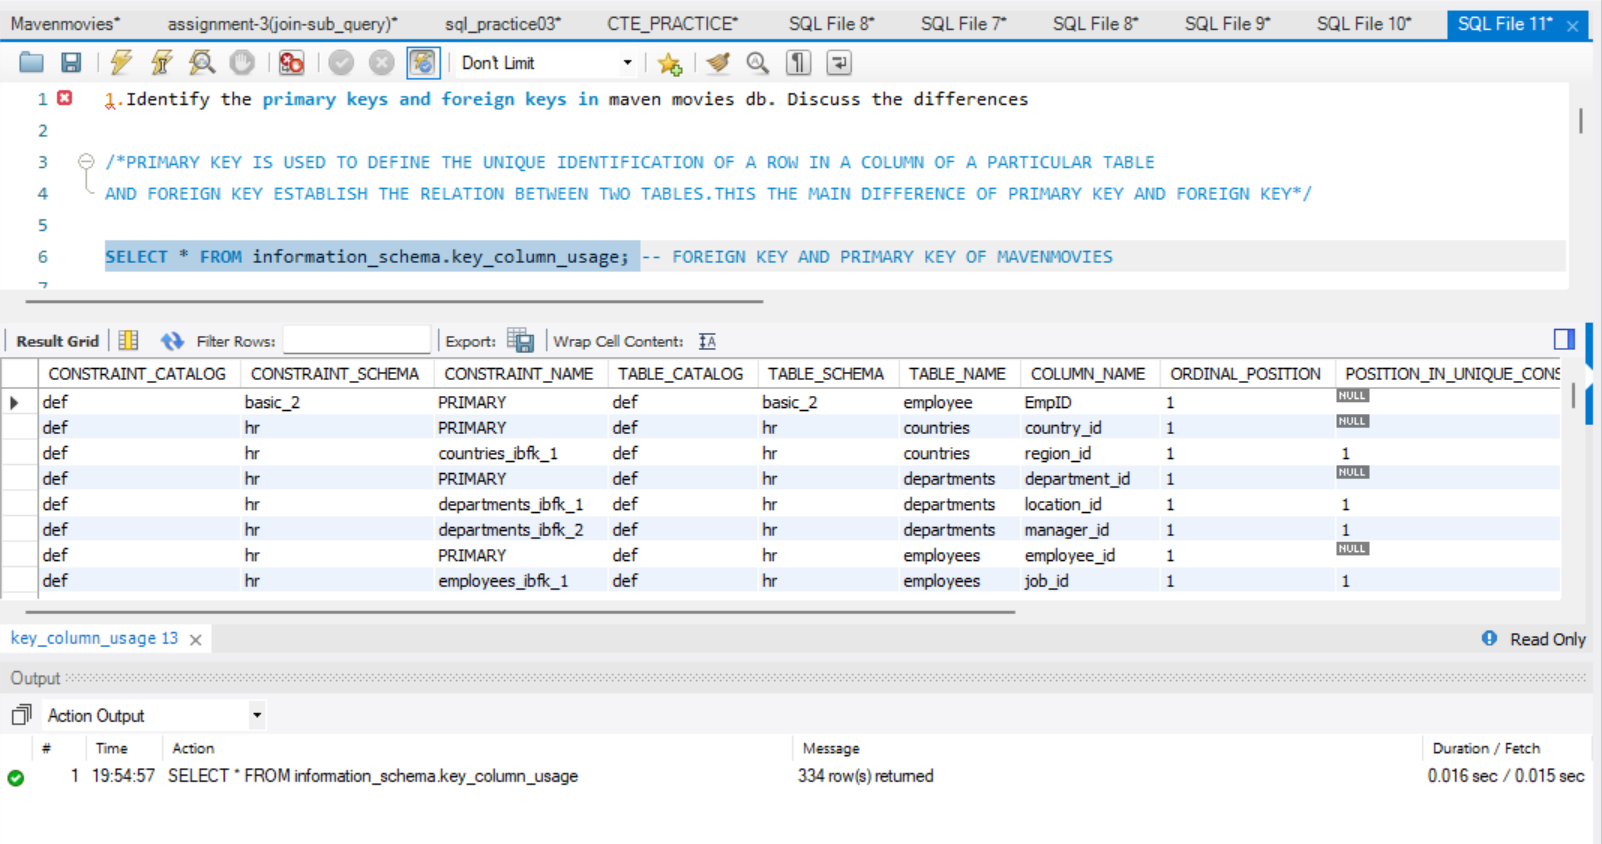 Mavenmovies* assignment-3(join-sub_query)* sql_practice03* CTE_PRACTICE* SQL File 8* SQL File 7* SQL File 8* SQL File 9* SQL File 10* SQL File 11*
Don't Limit
1 1.Identify the primary keys and foreign keys in maven movies db. Discuss the differences
2
3 /*PRIMARY KEY IS USED TO DEFINE THE UNIQUE IDENTIFICATION OF A ROW IN A COLUMN OF A PARTICULAR TABLE
4 AND FOREIGN KEY ESTABLISH THE RELATION BETWEEN TWO TABLES.THIS THE MAIN DIFFERENCE OF PRIMARY KEY AND FOREIGN KEY*/
5
6 SELECT * FROM information_schema.key_column_usage; -- FOREIGN KEY AND PRIMARY KEY OF MAVENMOVIES
7
Result Grid Filter Rows: Export: Wrap Cell Content: IA
CONSTRAINT_CATALOG CONSTRAINT_SCHEMA CONSTRAINT_NAME TABLE_CATALOG TABLE_SCHEMA TABLE_NAME COLUMN_NAME ORDINAL_POSITION POSITION_IN_UNIQUE_CONS
def basic_2 PRIMARY def basic_2 employee EmpID 1 NULL
def hr PRIMARY def hr countries country_id 1 NULL
def hr countries_ibfk_1 def hr countries region_id 1 1
def hr PRIMARY def hr departments department_id 1 NULL
def hr departments_ibfk_1 def hr departments location_id 1 1
def hr departments_ibfk_2 def hr departments manager_id 1 1
def hr PRIMARY def hr employees employee_id 1 NULL
def hr employees_ibfk_1 def hr employees job_id 1 1
key_column_usage 13 Read Only
Output
Action Output
# Time Action Message Duration / Fetch
1 19:54:57 SELECT * FROM information_schema.key_column_usage 334 row(s) returned 0.016 sec / 0.015 sec